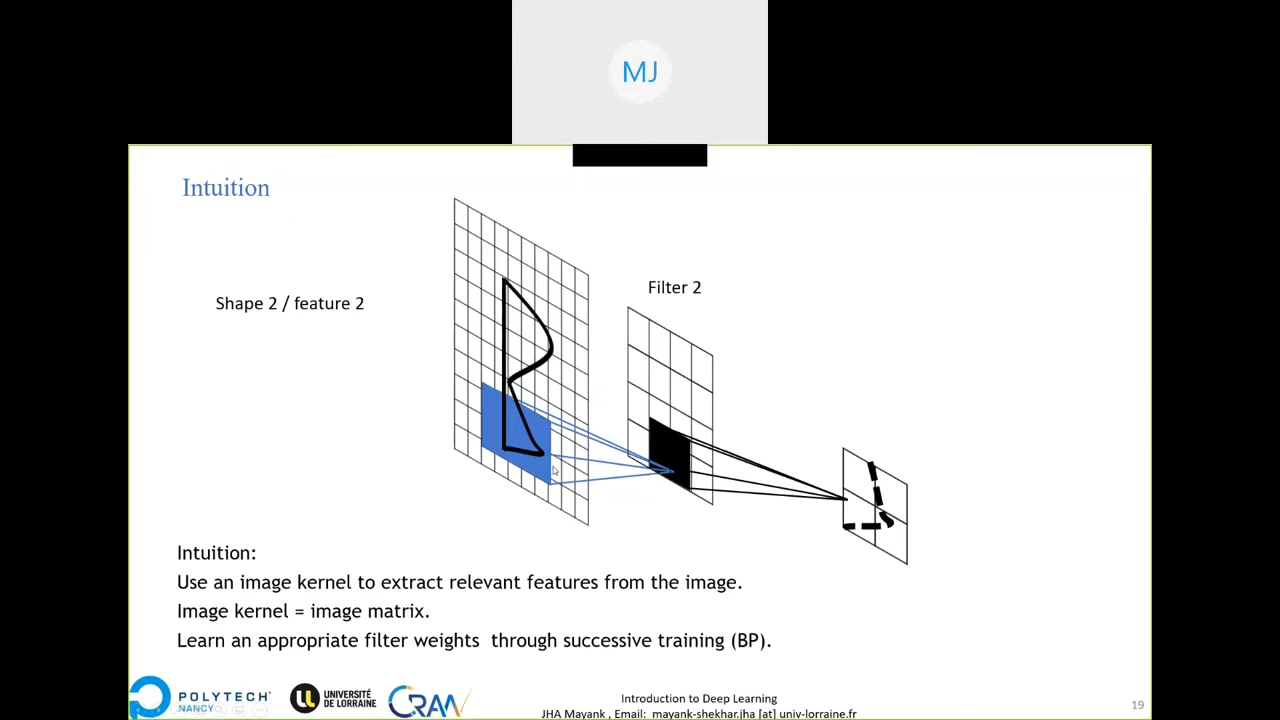 MJ
Intuition
Shape 2 / feature 2
Filter 2
Intuition:
Use an image kernel to extract relevant features from the image.
Image kernel = image matrix.
Learn an appropriate filter weights through successive training (BP).
POLYTECH
NANCY
UNIVERSITÉ
DE LORRAINE
CRAN
Introduction to Deep Learning
JHA Mayank , Email: mayank-shekhar.jha [at] univ-lorraine.fr
19